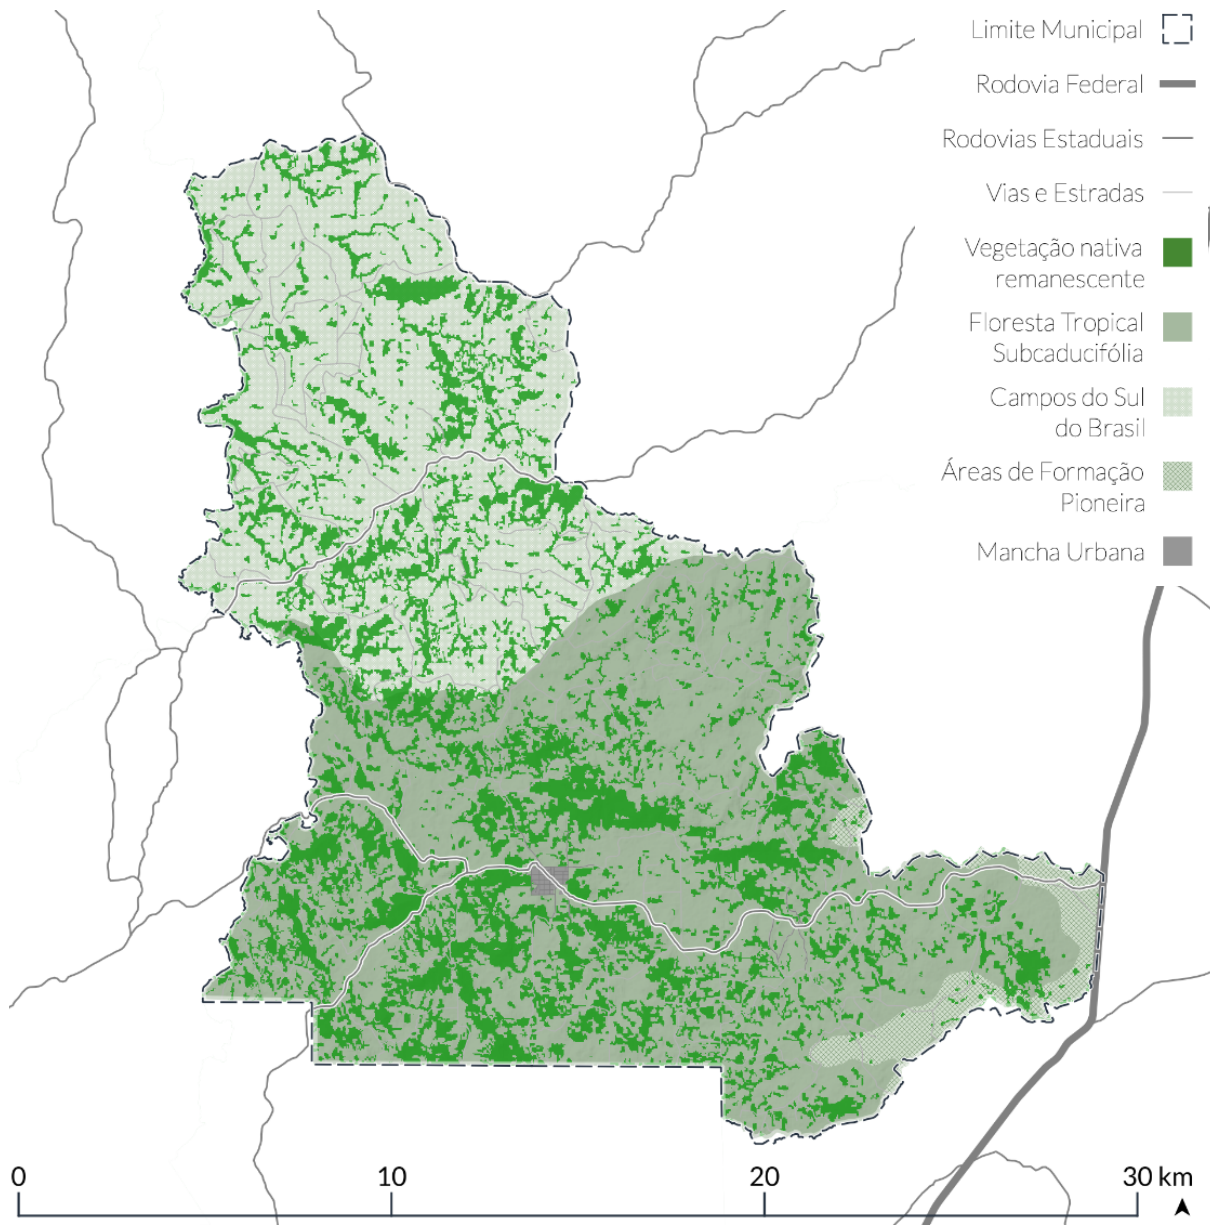 Limite Municipal
Rodovia Federal
Rodovias Estaduais
Vias e Estradas
Vegetação nativa
remanescente
Floresta Tropical
Subcaducifólia
Campos do Sul
do Brasil
Áreas de Formação
Pioneira
Mancha Urbana
0 10 20 30 km